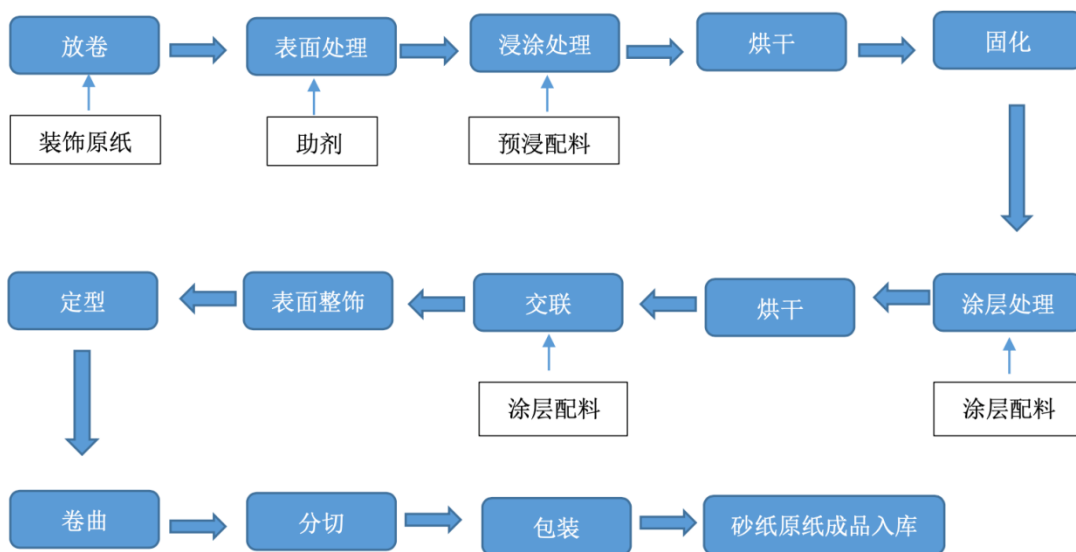 放卷
表面处理
浸涂处理
烘干
固化
装饰原纸
助剂
预浸配料
定型
表面整饰
交联
烘干
涂层处理
涂层配料
涂层配料
卷曲
分切
包装
砂纸原纸成品入库